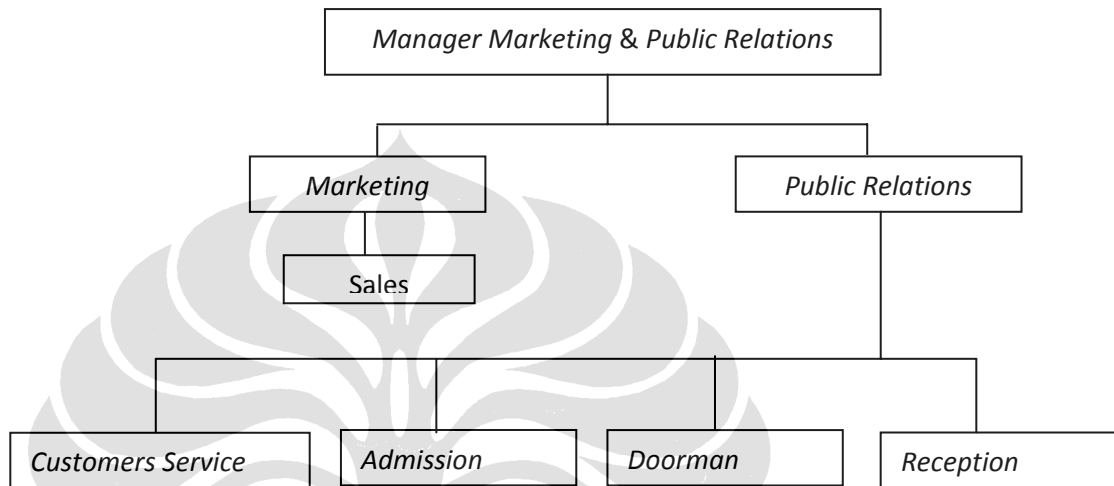 Manager Marketing & Public Relations
Marketing
Public Relations
Sales
Customers Service
Admission
Doorman
Reception